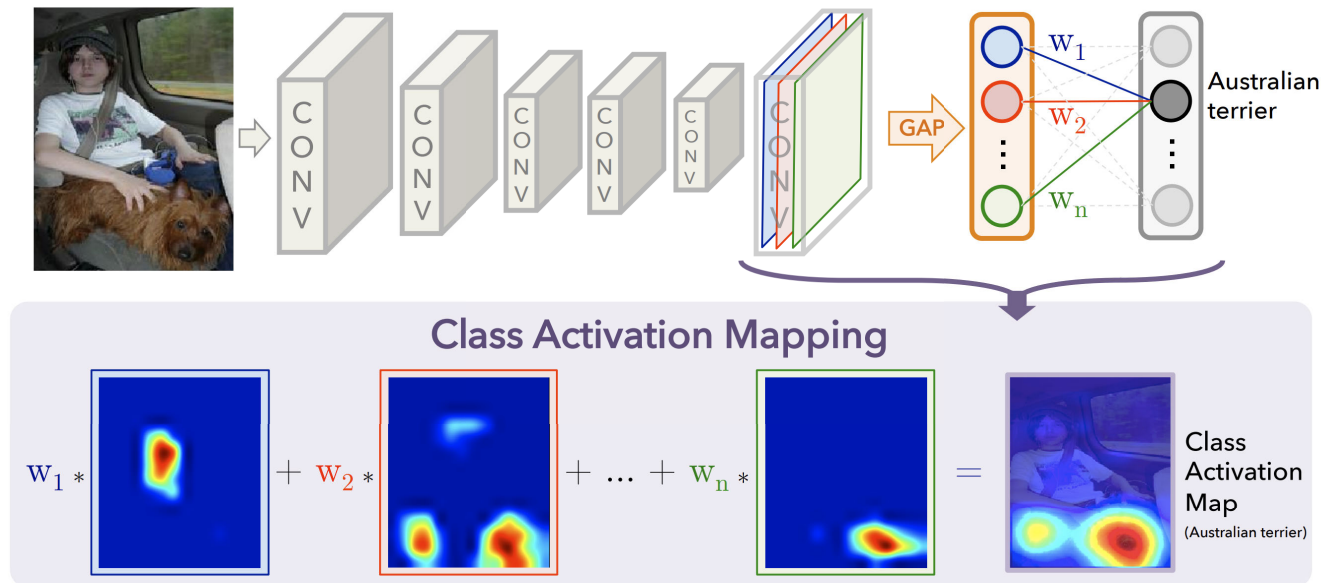 CONV
CONV
CONV
CONV
CONV
CONV
GAP
w1
w2
wn
Australian
terrier
Class Activation Mapping
w1 * + w2 * + ... + wn * =
Class
Activation
Map
(Australian terrier)